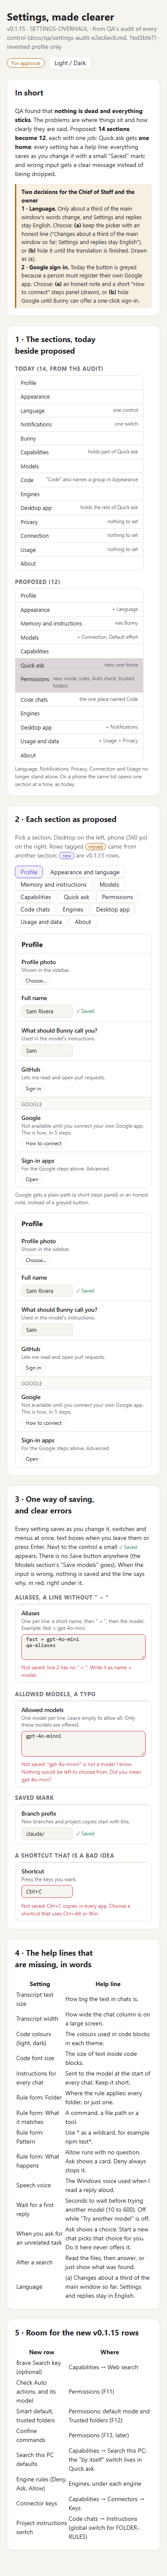 Settings, made clearer
v0.1.15 · SETTINGS-OVERHAUL · from QA's audit of
every control (docs/qa/settings-audit-e2ec6ec6.md, 1bd3bfe7) ·
invented profile only
For approval
Light / Dark
In short
QA found that nothing is dead and everything
sticks. The problems are where things sit and how
clearly they are said. Proposed: 14 sections
become 12, each with one job; Quick ask gets one
home; every setting has a help line; everything
saves as you change it with a small "Saved" mark;
and wrong input gets a clear message instead of
being dropped.
Two decisions for the Chief of Staff and the
owner
1 · Language. Only about a third of the main
window's words change, and Settings and replies
stay English. Choose: (a) keep the picker with
an honest line ("Changes about a third of the main
window so far; Settings and replies stay English"),
or (b) hide it until the translation is finished. Drawn
as (a).
2 · Google sign-in. Today the button is greyed
because a person must register their own Google
app. Choose: (a) an honest note and a short "How
to connect" panel (drawn), or (b) hide
Google until Bunny can offer a one-click sign-in.
1 · The sections, today
beside proposed
TODAY (14, FROM THE AUDIT)
Profile
Appearance
Language one control
Notifications one switch
Bunny
Capabilities holds part of Quick ask
Models
Code "Code" also names a group in Appearance
Engines
Desktop app holds the rest of Quick ask
Privacy nothing to set
Connection nothing to set
Usage nothing to set
About
PROPOSED (12)
Profile
Appearance + Language
Memory and instructions was Bunny
Models + Connection, Default effort
Capabilities
Quick ask new: one home
Permissions new: mode, rules, Auto check, trusted
folders
Code chats the one place named Code
Engines
Desktop app + Notifications
Usage and data + Usage + Privacy
About
Language, Notifications, Privacy, Connection and Usage no
longer stand alone. On a phone the same list opens one
section at a time, as today.
2 · Each section as proposed
Pick a section. Desktop on the left, phone (360 px)
on the right. Rows tagged moved came from
another section; new are v0.1.15 rows.
Profile
Appearance and language
Memory and instructions
Models
Capabilities
Quick ask
Permissions
Code chats
Engines
Desktop app
Usage and data
About
Profile
Profile photo
Shown in the sidebar.
Choose...
Full name
Sam Rivera ✓ Saved
What should Bunny call you?
Used in the model's instructions.
Sam
GitHub
Lets me read and open pull requests.
Sign in
GOOGLE
Google
Not available until you connect your own Google app.
This is how, in 5 steps.
How to connect
Sign-in apps
For the Google steps above. Advanced.
Open
Google gets a plain path (a short steps panel) or an honest
note, instead of a greyed button.
Profile
Profile photo
Shown in the sidebar.
Choose...
Full name
Sam Rivera ✓ Saved
What should Bunny call you?
Used in the model's instructions.
Sam
GitHub
Lets me read and open pull requests.
Sign in
GOOGLE
Google
Not available until you connect your own Google app.
This is how, in 5 steps.
How to connect
Sign-in apps
For the Google steps above. Advanced.
Open
3 · One way of saving,
and clear errors
Every setting saves as you change it, switches and
menus at once, text boxes when you leave them or
press Enter. Next to the control a small ✓ Saved
appears. There is no Save button anywhere (the
Models section's "Save models" goes). When the
input is wrong, nothing is saved and the line says
why, in red, right under it.
ALIASES, A LINE WITHOUT " = "
Aliases
One per line: a short name, then " = ", then the model.
Example: fast = gpt-4o-mini
fast = gpt-4o-mini
qa-aliases
Not saved: line 2 has no " = ". Write it as name =
model.
ALLOWED MODELS, A TYPO
Allowed models
One model per line. Leave empty to allow all. Only
these models are offered.
gpt-4o-minni
Not saved: "gpt-4o-minni" is not a model I know.
Nothing would be left to choose from. Did you mean
gpt-4o-mini?
SAVED MARK
Branch prefix
New branches and project copies start with this.
claude/ ✓ Saved
A SHORTCUT THAT IS A BAD IDEA
Shortcut
Press the keys you want.
Ctrl+C
Not saved: Ctrl+C copies in every app. Choose a
shortcut that uses Ctrl+Alt or Win.
4 · The help lines that
are missing, in words
Setting Help line
Transcript text
size How big the text in chats is.
Transcript width How wide the chat column is on
a large screen.
Code colours
(light, dark) The colours used in code blocks
in each theme.
Code font size The size of text inside code
blocks.
Instructions for
every chat Sent to the model at the start of
every chat. Keep it short.
Rule form: Folder Where the rule applies: every
folder, or just one.
Rule form: What
it matches A command, a file path or a
tool.
Rule form:
Pattern Use * as a wildcard, for example
npm test*.
Rule form: What
happens Allow runs with no question.
Ask shows a card. Deny always
stops it.
Speech voice The Windows voice used when I
read a reply aloud.
Wait for a first
reply Seconds to wait before trying
another model (10 to 600). Off
while "Try another model" is off.
When you ask for
an unrelated task Ask shows a choice. Start a new
chat picks that choice for you.
Do it here never offers it.
After a search Read the files, then answer, or
just show what was found.
Language (a) Changes about a third of the
main window so far. Settings
and replies stay in English.
5 · Room for the new v0.1.15 rows
New row Where
Brave Search key
(optional) Capabilities → Web search
Check Auto
actions, and its
model Permissions (F11)
Smart default,
trusted folders Permissions: default mode and
Trusted folders (F12)
Confine
commands Permissions (F13, later)
Search this PC
defaults Capabilities → Search this PC; the
"by itself" switch lives in
Quick ask
Engine rules (Deny,
Ask, Allow) Engines, under each engine
Connector keys Capabilities → Connectors →
Keys
Project instructions
switch Code chats → Instructions
(global switch for FOLDER-
RULES)